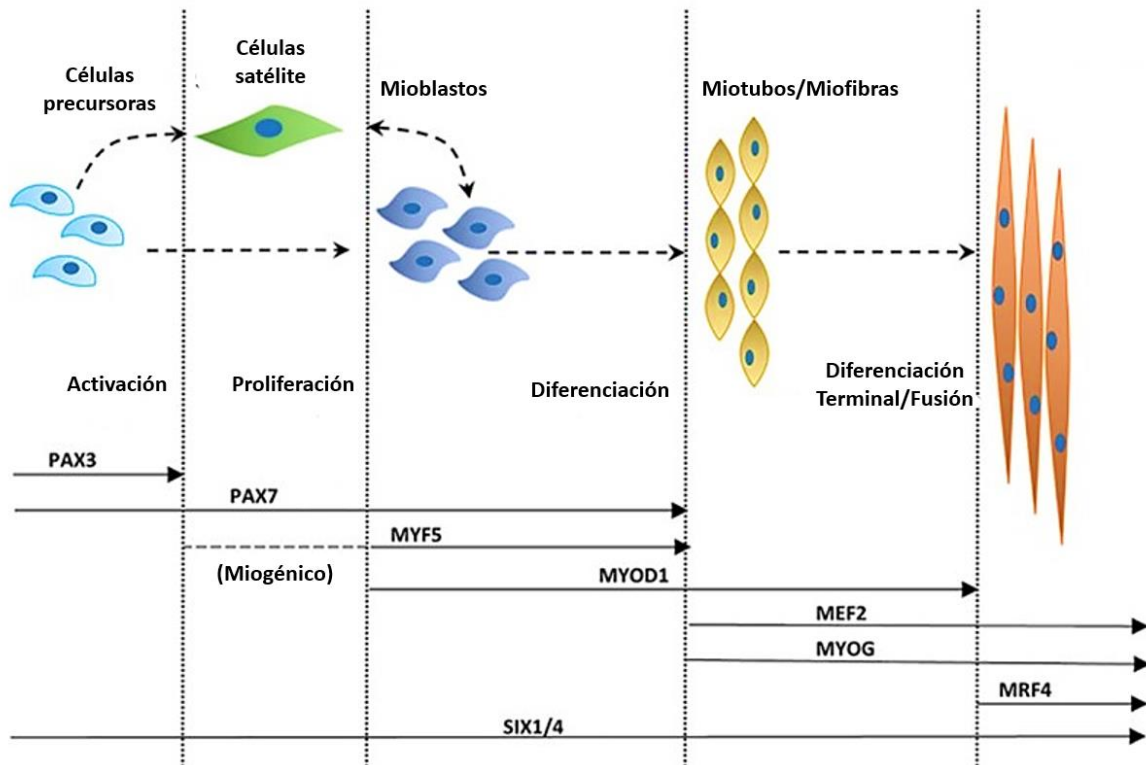 Células
precursoras
Células
satélite
Mioblastos
Miotubos/Miofibras
Activación
Proliferación
Diferenciación
Diferenciación
Terminal/Fusión
PAX3
PAX7
MYF5
(Miogénico)
MYOD1
MEF2
MYOG
MRF4
SIX1/4